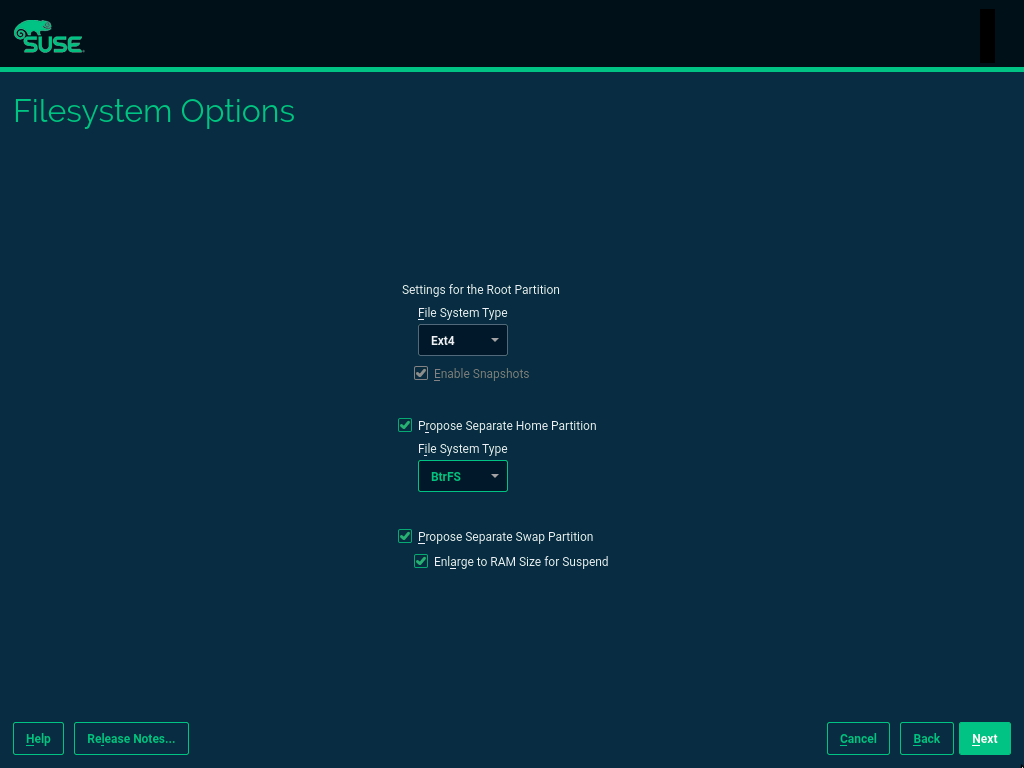 SUSE
Filesystem Options
Settings for the Root Partition
File System Type
Ext4
Enable Snapshots
Propose Separate Home Partition
File System Type
BtrFS
Propose Separate Swap Partition
Enlarge to RAM Size for Suspend
Help Release Notes... Cancel Back Next